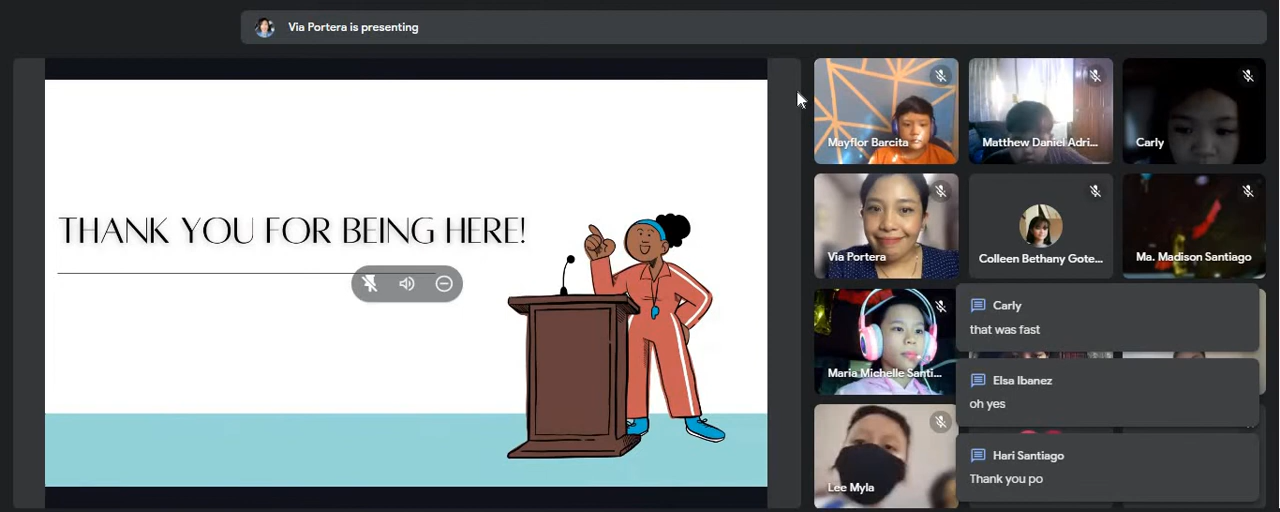 Via Portera is presenting
THANK YOU FOR BEING HERE!
Mayflor Barcita
Matthew Daniel Adri...
Carly
Via Portera
Colleen Bethany Gote...
Ma. Madison Santiago
Maria Michelle Santi...
Lee Myla
Carly
that was fast
Elsa Ibanez
oh yes
Hari Santiago
Thank you po